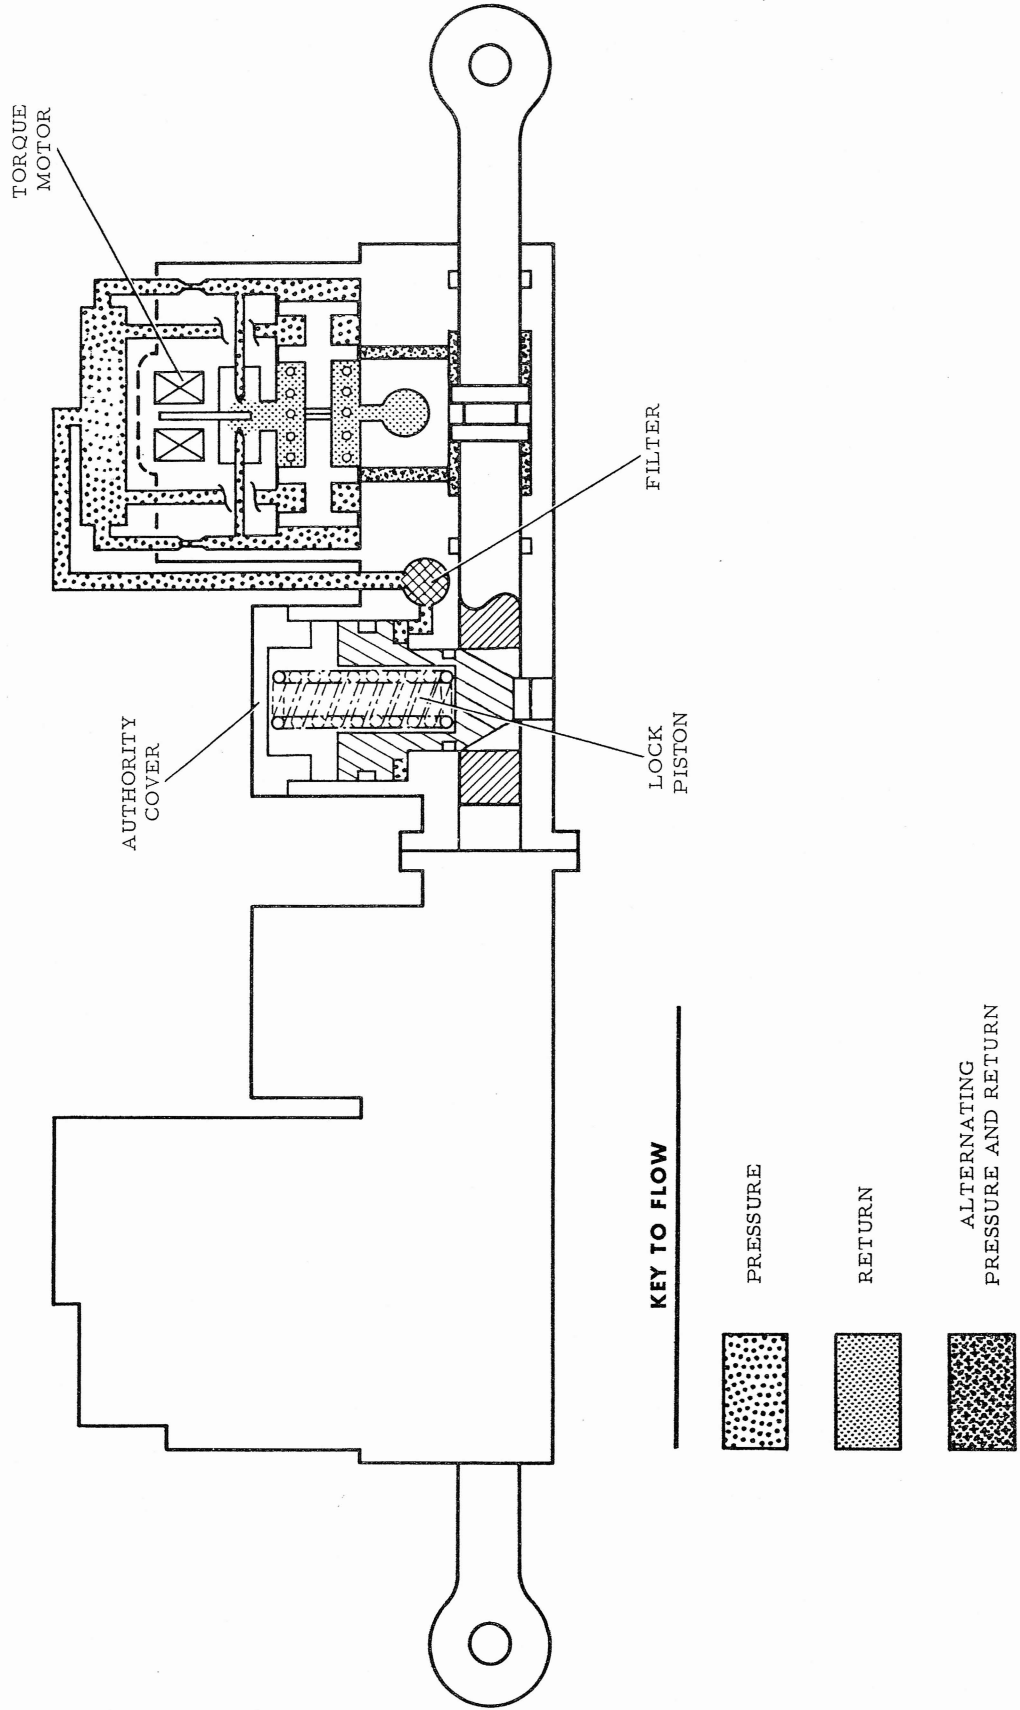 TORQUE
MOTOR
FILTER
AUTHORITY
COVER
LOCK
PISTON
KEY TO FLOW
PRESSURE
RETURN
ALTERNATING
PRESSURE AND RETURN